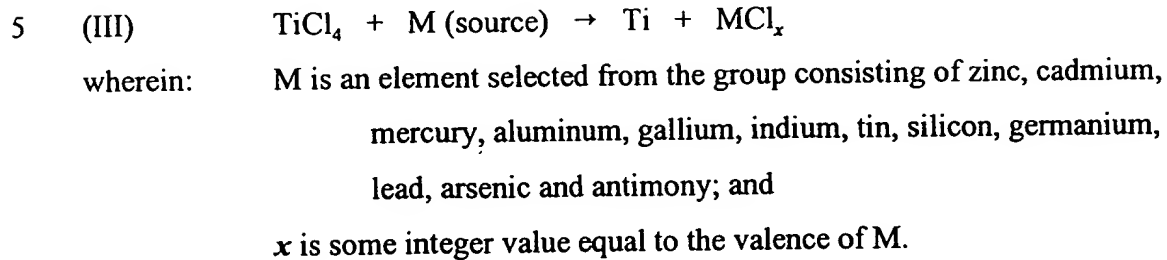 5 (III) TiCl₄ + M (source) → Ti + MClₓ
wherein: M is an element selected from the group consisting of zinc, cadmium,
mercury, aluminum, gallium, indium, tin, silicon, germanium,
lead, arsenic and antimony; and
x is some integer value equal to the valence of M.